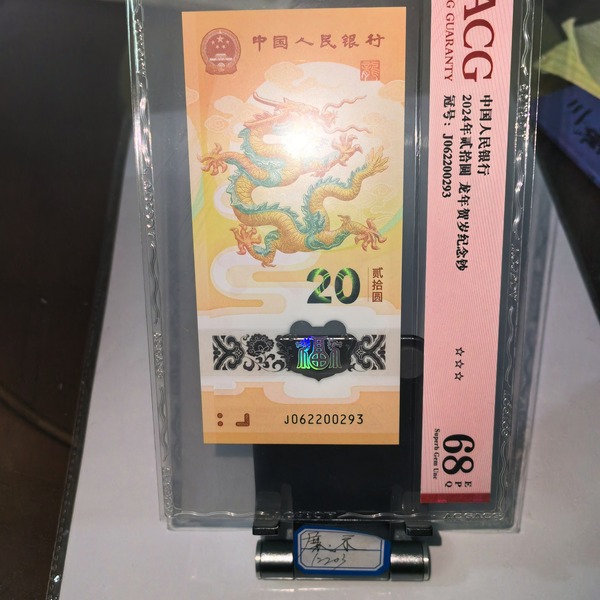 中国人民银行
20
贰拾圆
福
J062200293
ACG
G GUARANTY
中国人民银行
2024年贰拾圆 龙年贺岁纪念钞
冠号：J062200293
☆☆☆
68
E
P
Q
Superb Gem Unc
12203